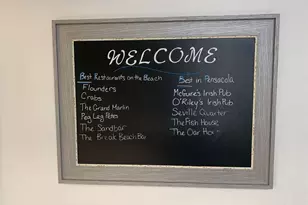 WELCOME
Best Restaurants on the Beach
Flounders
Crabs
The Grand Marlin
Peg Leg Petes
The Sandbar
The Break Beach Bar
Best in Pensacola
McGuire's Irish Pub
O'Riley's Irish Pub
Seville Quarter
The Fish House
The Oar House